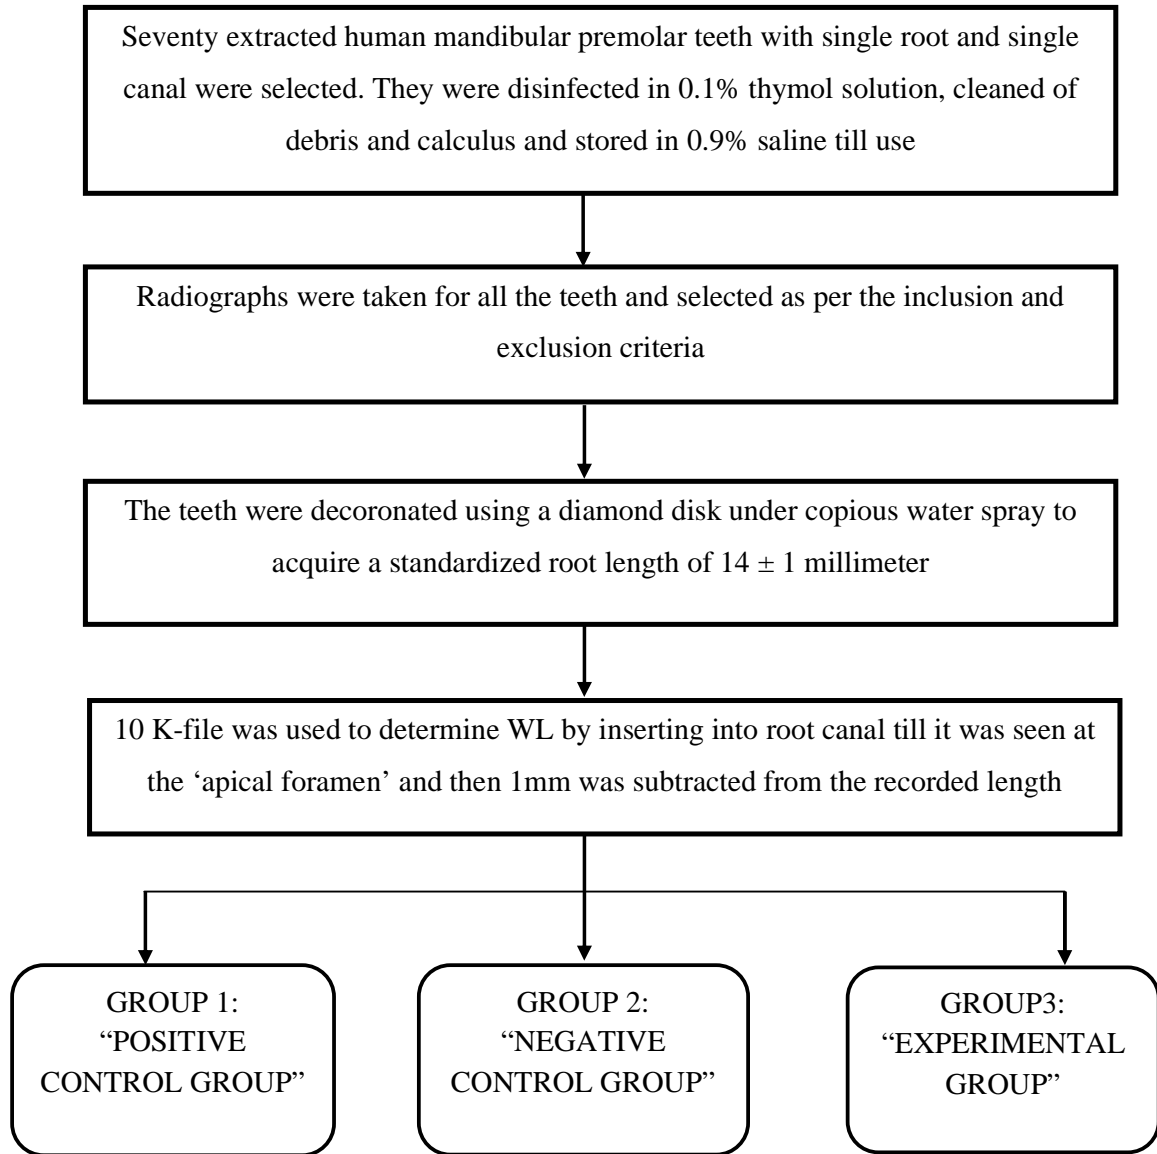 Seventy extracted human mandibular premolar teeth with single root and single
canal were selected. They were disinfected in 0.1% thymol solution, cleaned of
debris and calculus and stored in 0.9% saline till use
Radiographs were taken for all the teeth and selected as per the inclusion and
exclusion criteria
The teeth were decoronated using a diamond disk under copious water spray to
acquire a standardized root length of 14 ± 1 millimeter
10 K-file was used to determine WL by inserting into root canal till it was seen at
the ‘apical foramen’ and then 1mm was subtracted from the recorded length
GROUP 1:
“POSITIVE
CONTROL GROUP”
GROUP 2:
“NEGATIVE
CONTROL GROUP”
GROUP3:
“EXPERIMENTAL
GROUP”